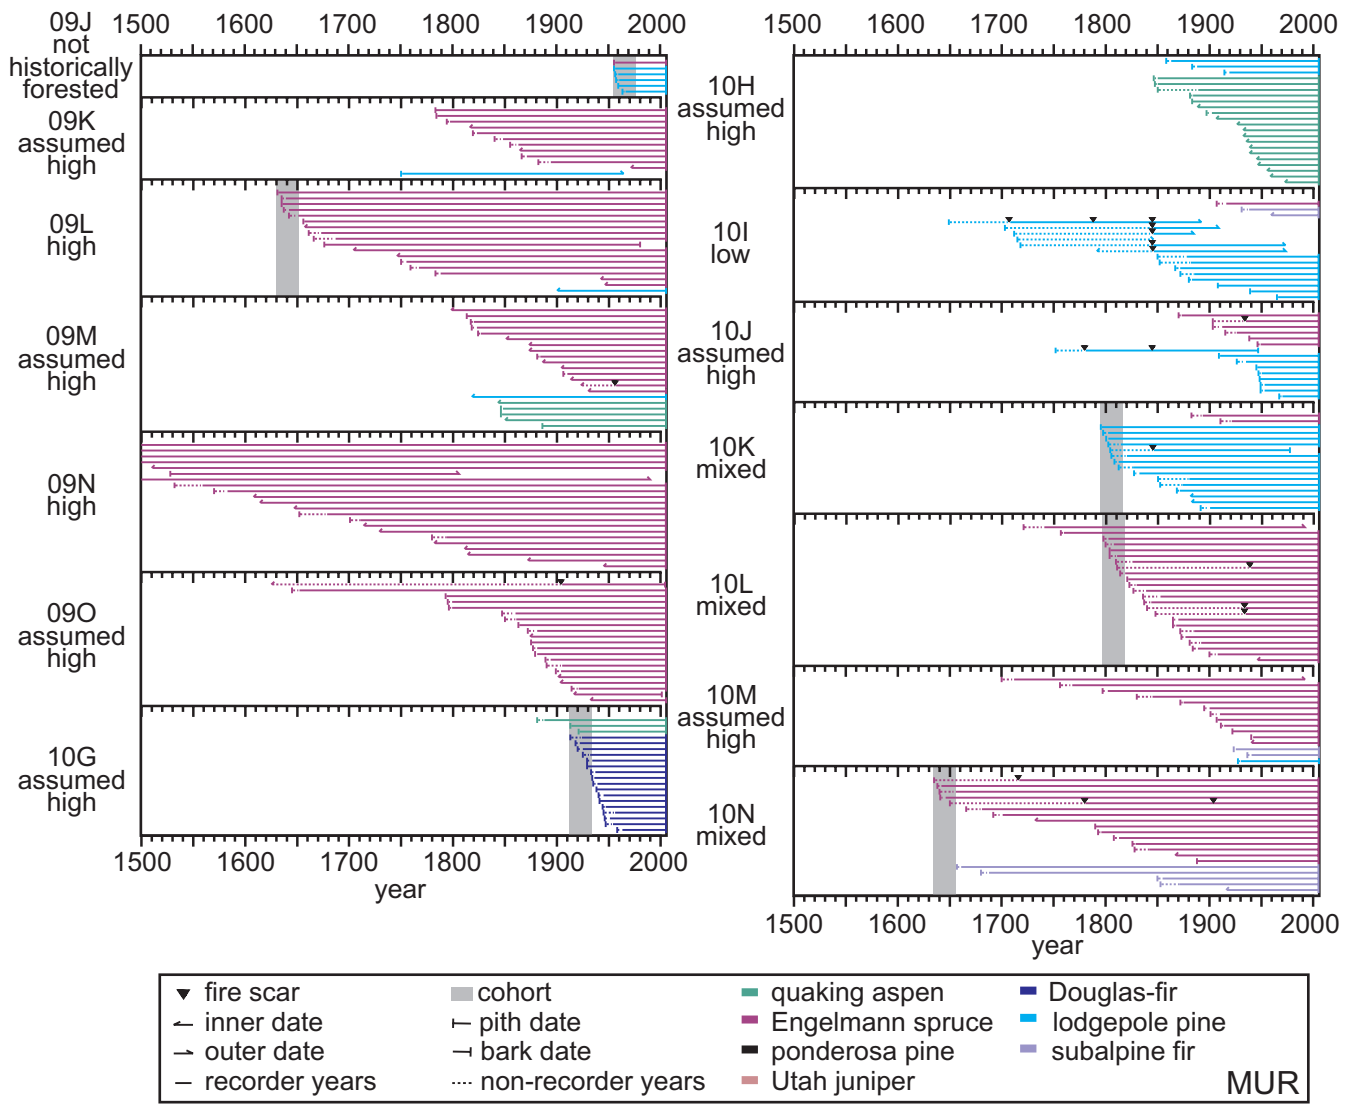 1500 1600 1700 1800 1900 2000
09J
not
historically
forested
09K
assumed
high
09L
high
09M
assumed
high
09N
high
09O
assumed
high
10G
assumed
high
1500 1600 1700 1800 1900 2000
year
1500 1600 1700 1800 1900 2000
10H
assumed
high
10I
low
10J
assumed
high
10K
mixed
10L
mixed
10M
assumed
high
10N
mixed
1500 1600 1700 1800 1900 2000
year
fire scar cohort quaking aspen Douglas-fir
inner date pith date Engelmann spruce lodgepole pine
outer date bark date ponderosa pine subalpine fir
recorder years non-recorder years Utah juniper
MUR